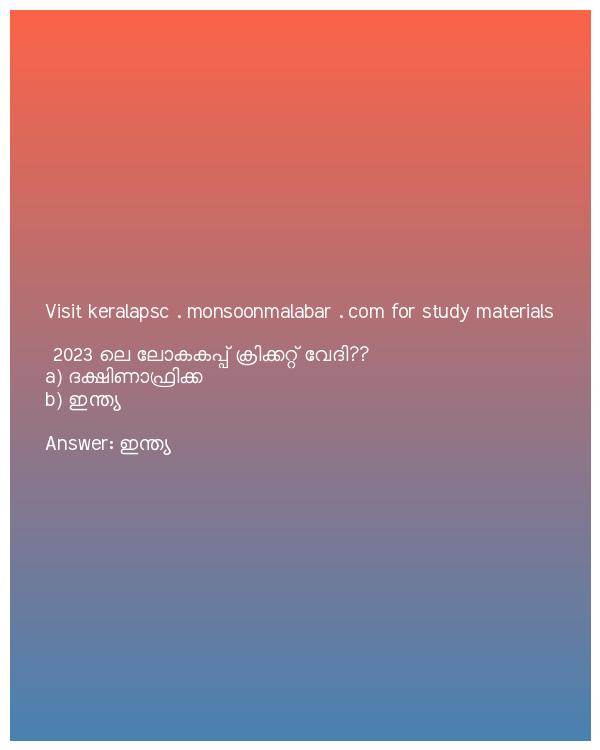 Visit keralapsc . monsoonmalabar . com for study materials
2023 ലെ ലോകകപ്പ് ക്രിക്കറ്റ് വേദി??
a) ദക്ഷിണാഫ്രിക്ക
b) ഇന്ത്യ
Answer: ഇന്ത്യ